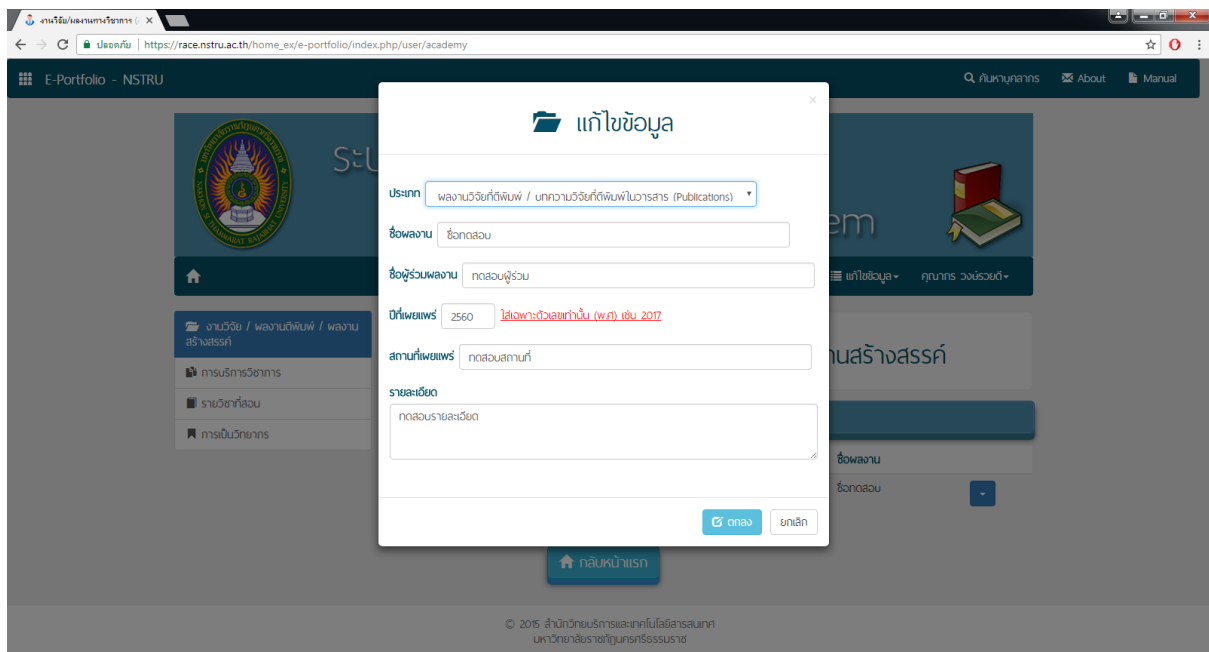 งานวิจัย/ผลงานทางวิชาการ (
ปลอดภัย | https://race.nstru.ac.th/home_ex/e-portfolio/index.php/user/academy
E-Portfolio - NSTRU
ค้นหาบุคลากร About Manual
แก้ไขข้อมูล
×
ระบ
em
ประเภท ผลงานวิจัยที่ตีพิมพ์ / บทความวิจัยที่ตีพิมพ์ในวารสาร (Publications)
ชื่อผลงาน ชื่อทดสอบ
ชื่อผู้ร่วมผลงาน ทดสอบผู้ร่วม
ปีที่เผยแพร่ 2560 ใส่เฉพาะตัวเลขเท่านั้น (พ.ศ) เช่น 2017
สถานที่เผยแพร่ ทดสอบสถานที่
รายละเอียด
ทดสอบรายละเอียด
ตกลง ยกเลิก
แก้ไขข้อมูล คุณากร วงษ์รวยดี
งานวิจัย / ผลงานตีพิมพ์ / ผลงาน
สร้างสรรค์
การบริการวิชาการ
รายวิชาที่สอน
การเป็นวิทยากร
านสร้างสรรค์
ชื่อผลงาน
ชื่อทดสอบ
กลับหน้าแรก
© 2015 สำนักวิทยบริการและเทคโนโลยีสารสนเทศ
มหาวิทยาลัยราชภัฏนครศรีธรรมราช